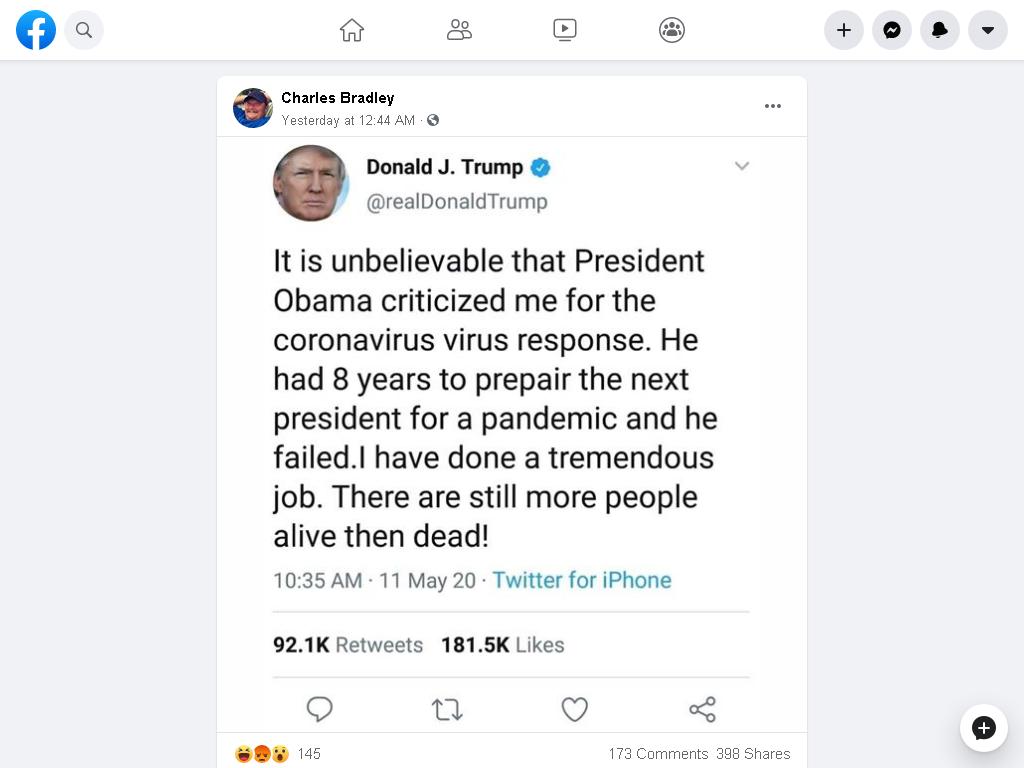 Charles Bradley
Yesterday at 12:44 AM ·
Donald J. Trump
@realDonaldTrump
It is unbelievable that President
Obama criticized me for the
coronavirus virus response. He
had 8 years to prepair the next
president for a pandemic and he
failed.I have done a tremendous
job. There are still more people
alive then dead!
10:35 AM · 11 May 20 · Twitter for iPhone
92.1K Retweets 181.5K Likes
145 173 Comments 398 Shares